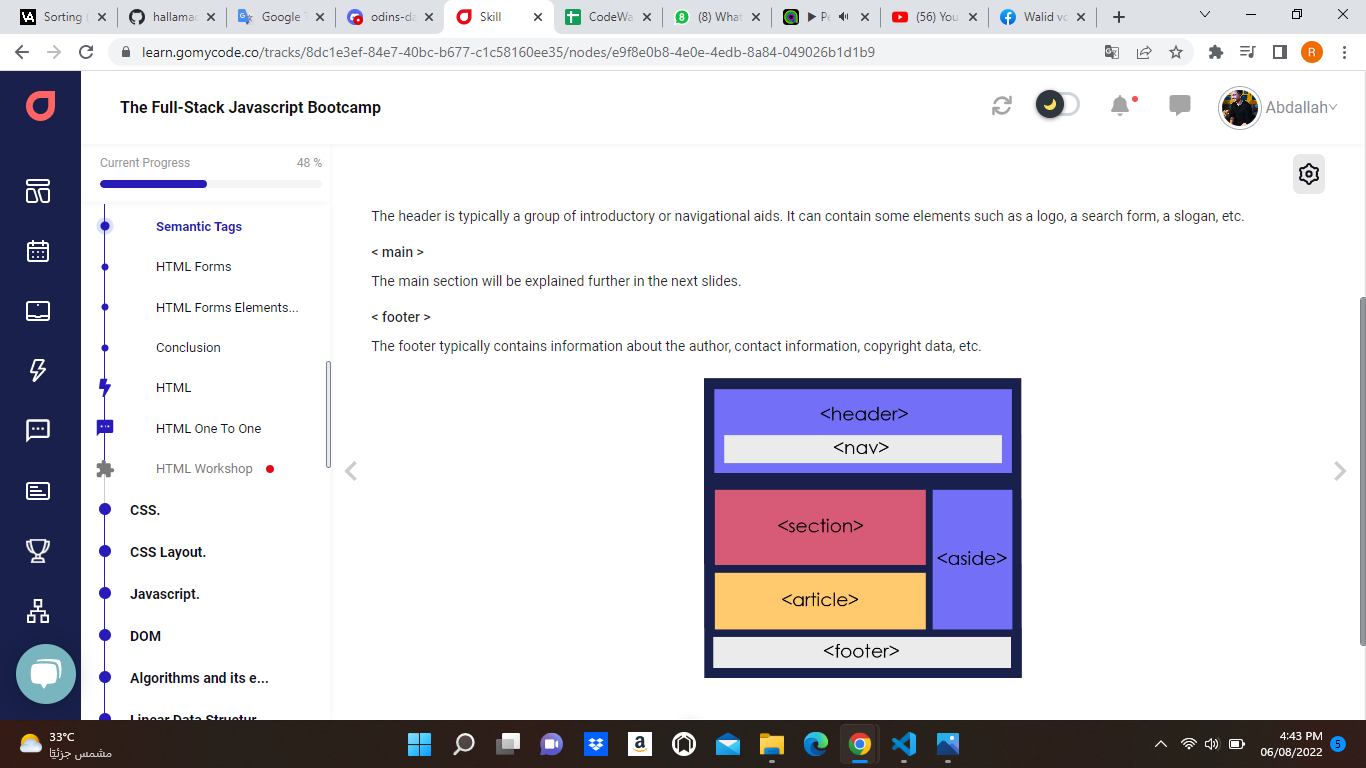 Sorting
hallamad
Google T
odins-da
Skill
CodeWa
(8) What
(56) You
Walid vo
learn.gomycode.co/tracks/8dc1e3ef-84e7-40bc-b677-c1c58160ee35/nodes/e9f8e0b8-4e0e-4edb-8a84-049026b1d1b9
R
The Full-Stack Javascript Bootcamp
Abdallah
Current Progress
48 %
Semantic Tags
HTML Forms
HTML Forms Elements...
Conclusion
HTML
HTML One To One
HTML Workshop
CSS.
CSS Layout.
Javascript.
DOM
Algorithms and its e...
Linear Data Structur
The header is typically a group of introductory or navigational aids. It can contain some elements such as a logo, a search form, a slogan, etc.
< main >
The main section will be explained further in the next slides.
< footer >
The footer typically contains information about the author, contact information, copyright data, etc.
<header>
<nav>
<section>
<aside>
<article>
<footer>
33°C
مشمس جزئيًا
4:43 PM
06/08/2022
5